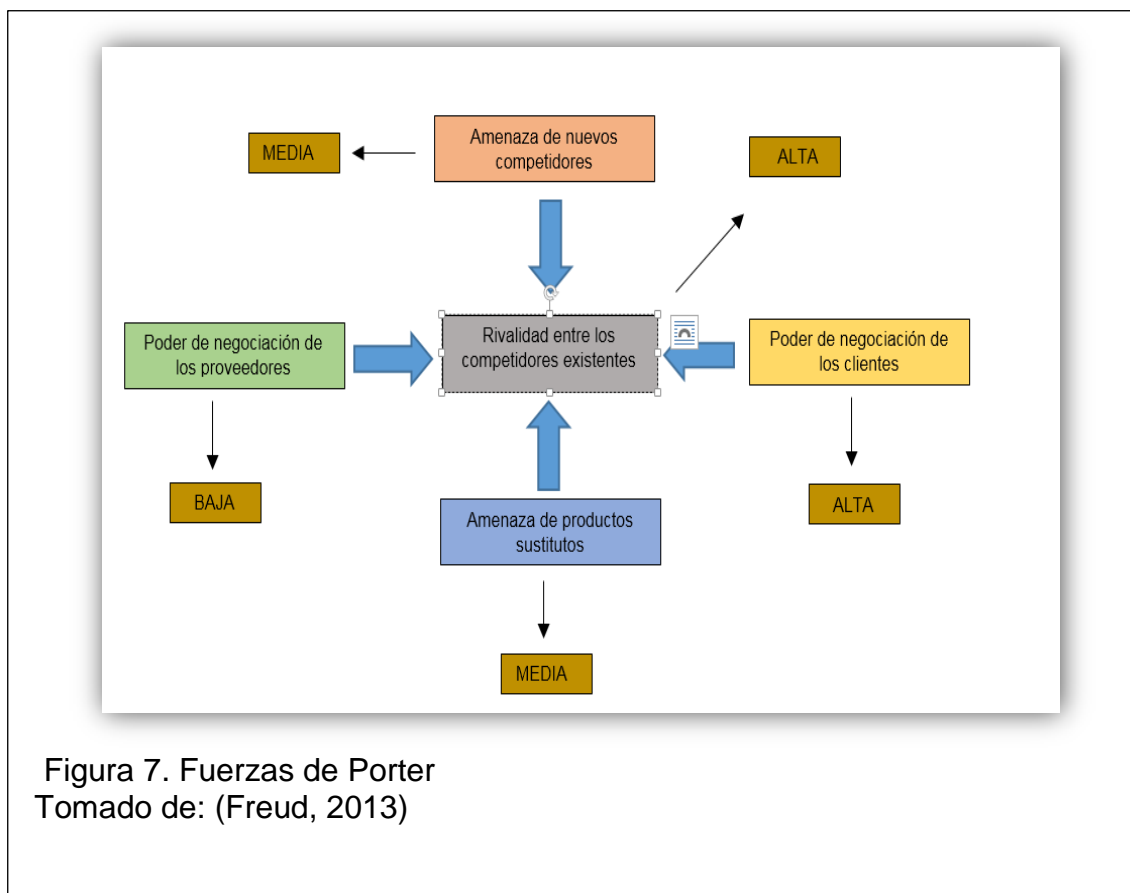 Amenaza de nuevos
competidores
MEDIA
ALTA
Rivalidad entre los
competidores existentes
Poder de negociación de
los proveedores
Poder de negociación de
los clientes
BAJA
ALTA
Amenaza de productos
sustitutos
MEDIA
Figura 7. Fuerzas de Porter
Tomado de: (Freud, 2013)